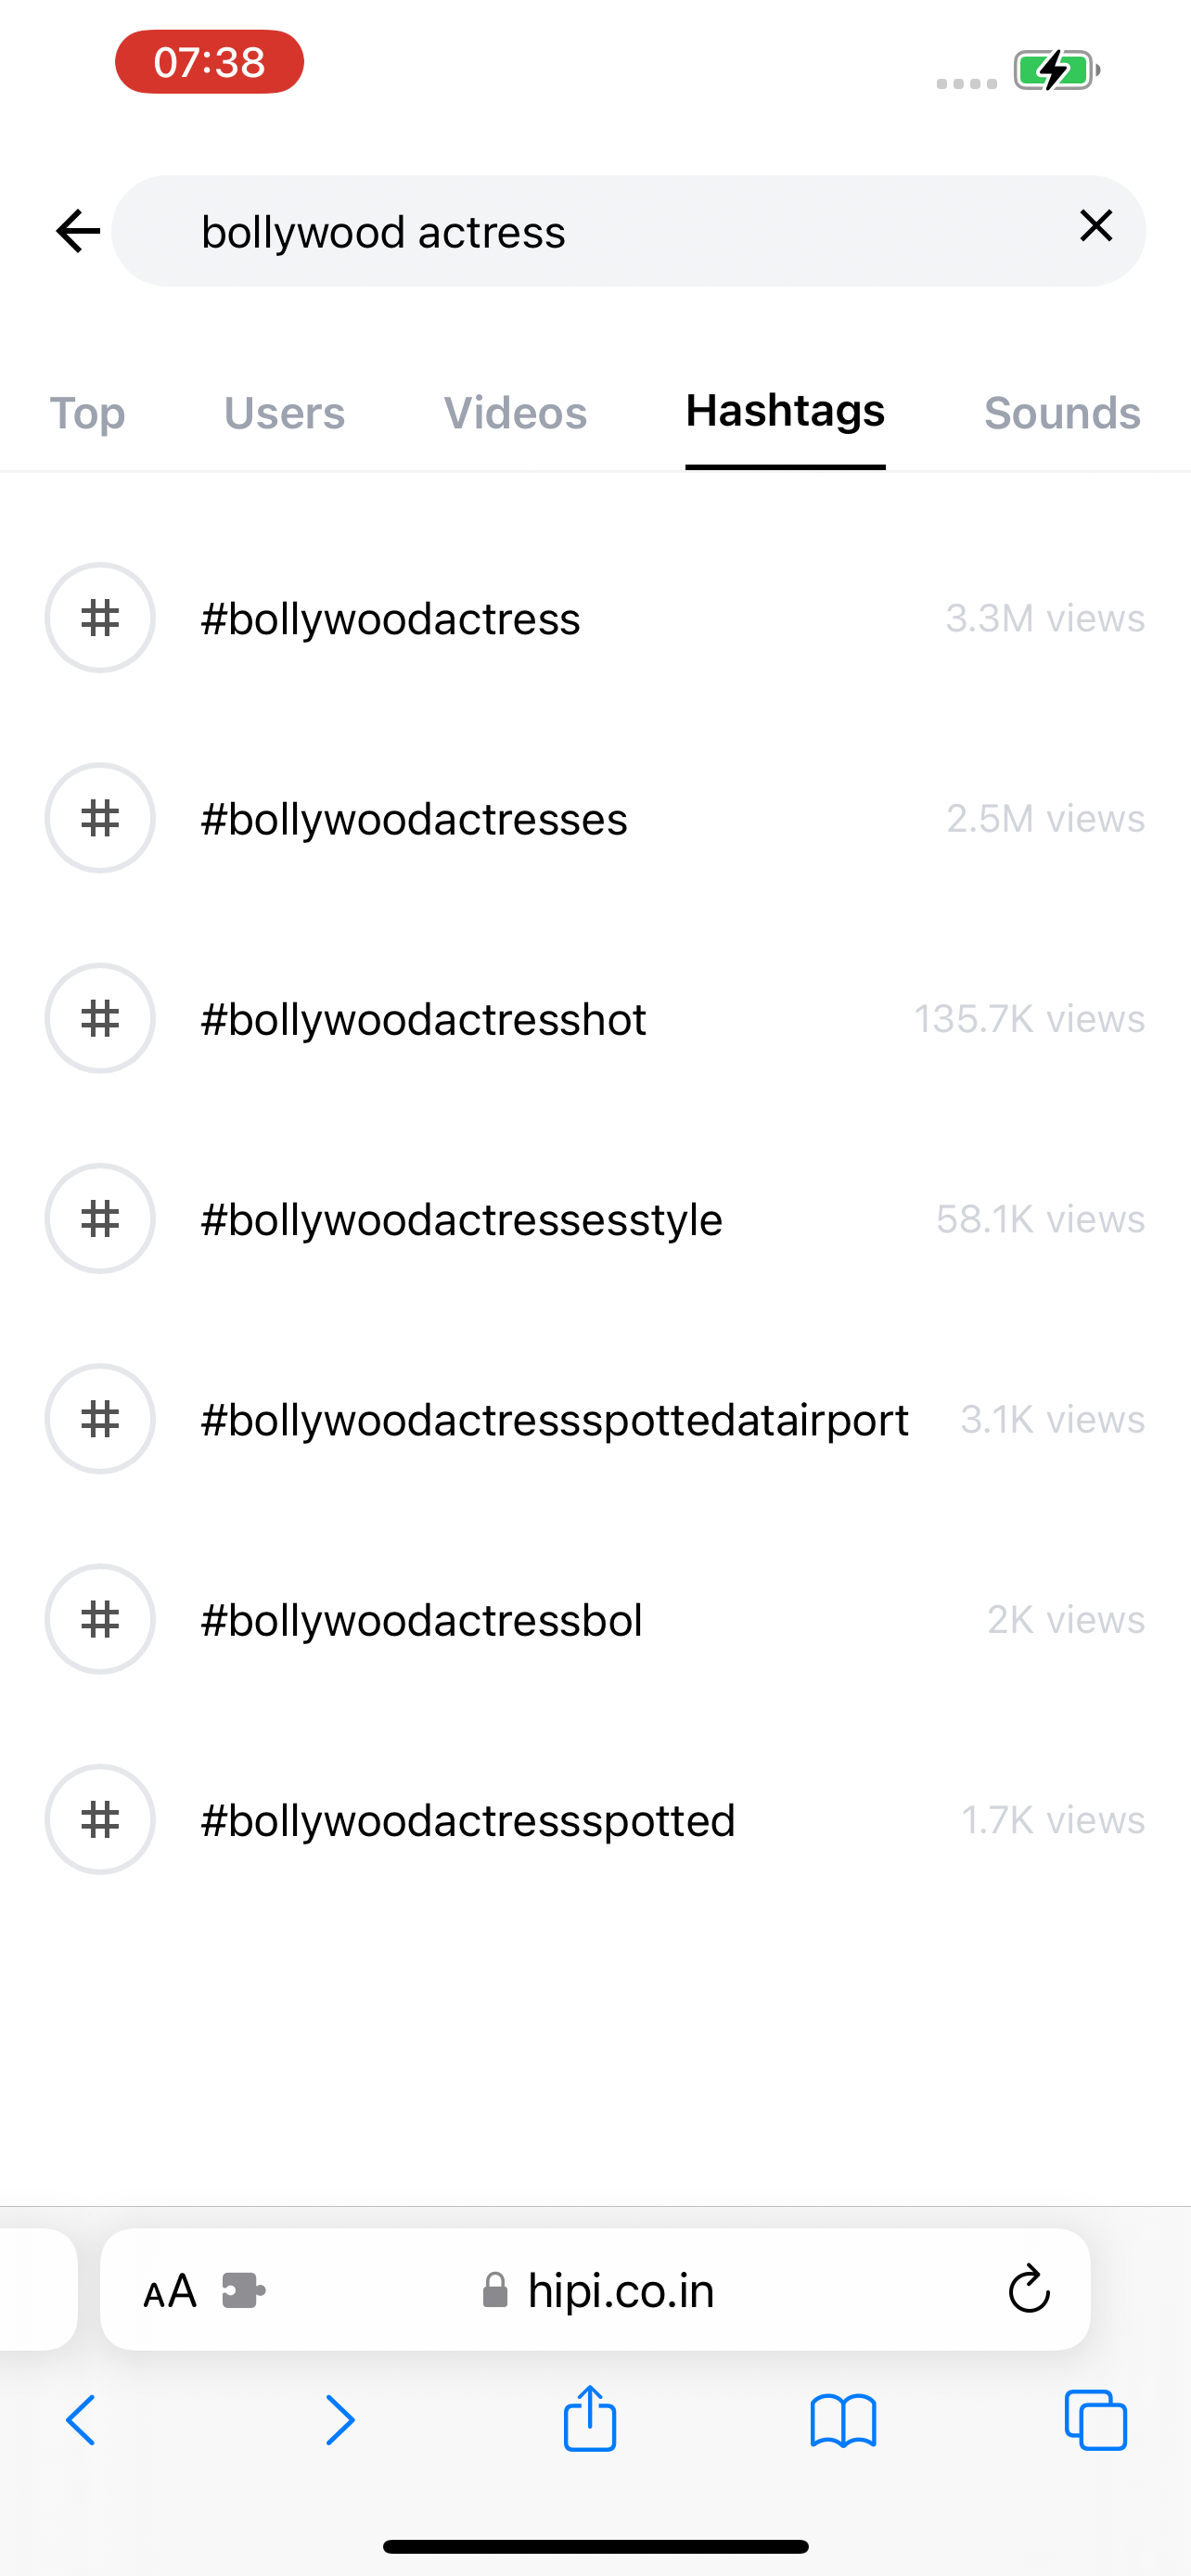 07:38
bollywood actress
Top Users Videos Hashtags Sounds
#bollywoodactress 3.3M views
#bollywoodactresses 2.5M views
#bollywoodactresshot 135.7K views
#bollywoodactressesstyle 58.1K views
#bollywoodactressspottedatairport 3.1K views
#bollywoodactressbol 2K views
#bollywoodactressspotted 1.7K views
AA hipi.co.in